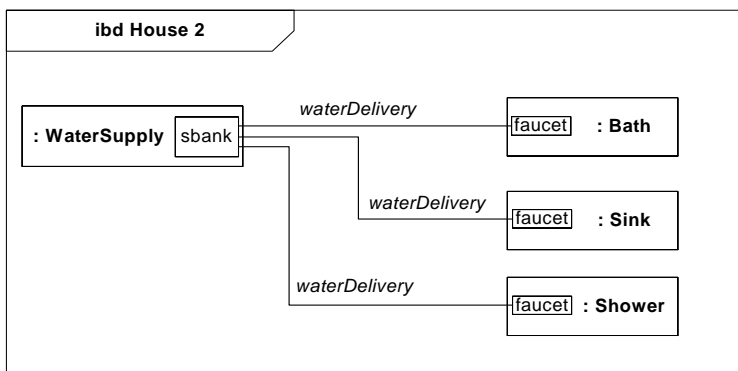 ibd House 2
waterDelivery
: WaterSupply sbank
faucet : Bath
waterDelivery
faucet : Sink
waterDelivery
faucet : Shower